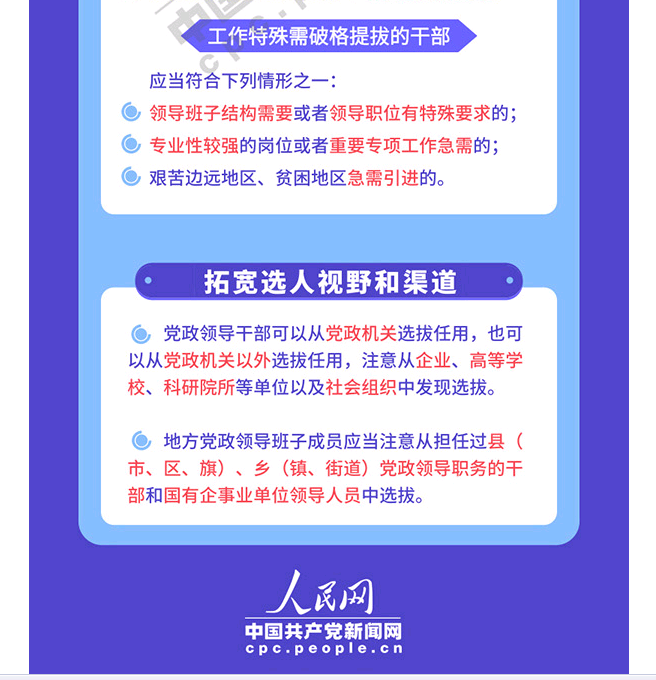 中国
cpc.
工作特殊需破格提拔的干部
应当符合下列情形之一：
领导班子结构需要或者领导职位有特殊要求的；
专业性较强的岗位或者重要专项工作急需的；
艰苦边远地区、贫困地区急需引进的。
拓宽选人视野和渠道
党政领导干部可以从党政机关选拔任用，也可
以从党政机关以外选拔任用，注意从企业、高等学
校、科研院所等单位以及社会组织中发现选拔。
地方党政领导班子成员应当注意从担任过县（
市、区、旗）、乡（镇、街道）党政领导职务的干
部和国有企事业单位领导人员中选拔。
人民网
中国共产党新闻网
cpc.people.cn